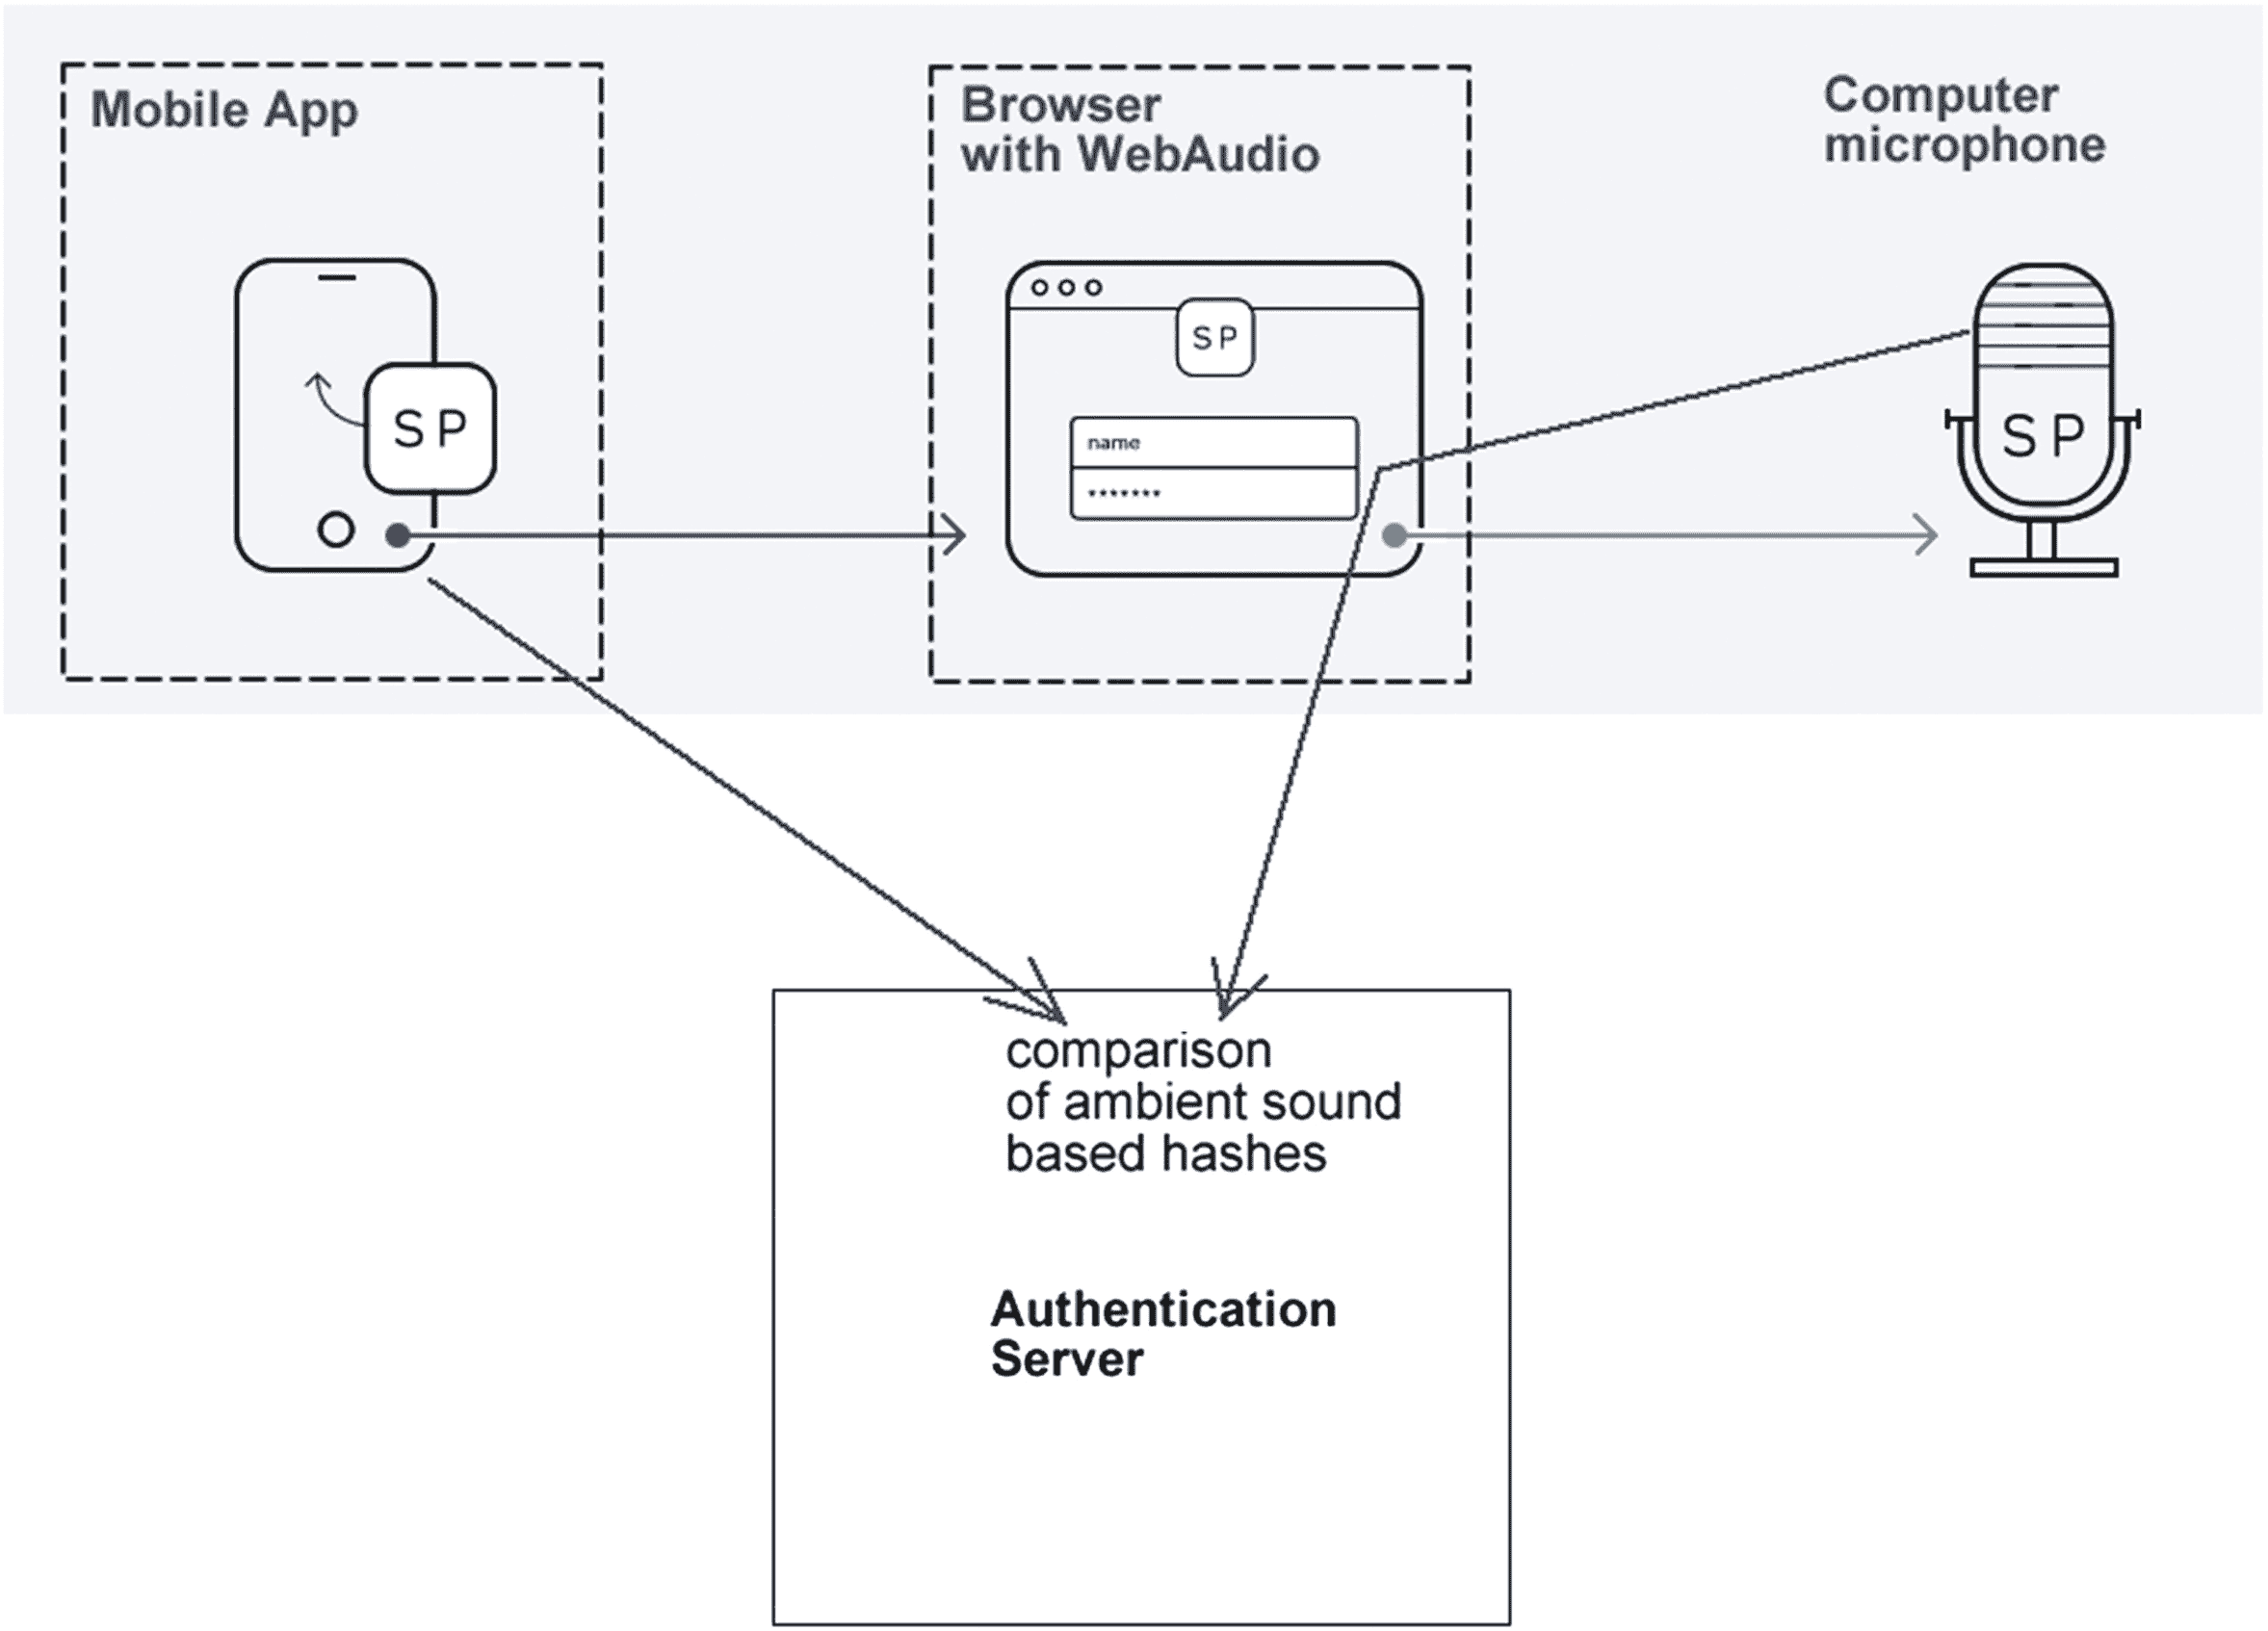 Mobile App
Browser
with WebAudio
Computer
microphone
SP
SP
name
*******
SP
comparison
of ambient sound
based hashes
Authentication
Server